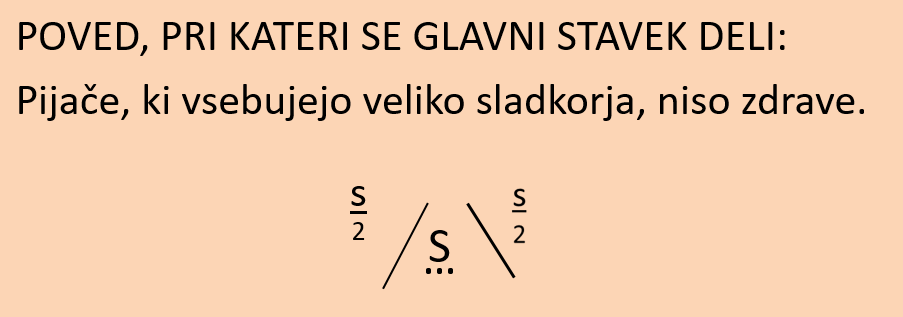 POVED, PRI KATERI SE GLAVNI STAVEK DELI:
Pijače, ki vsebujejo veliko sladkorja, niso zdrave.
S/2 / S \ S/2
...